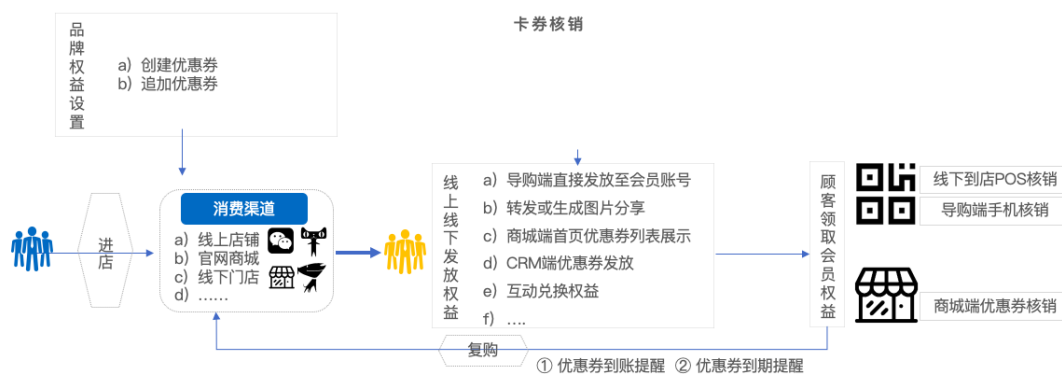 卡券核销
品牌权益设置
a) 创建优惠券
b) 追加优惠券
进店
消费渠道
a) 线上店铺
b) 官网商城
c) 线下门店
d) ……
线上线下发放权益
a) 导购端直接发放至会员账号
b) 转发或生成图片分享
c) 商城端首页优惠券列表展示
d) CRM端优惠券发放
e) 互动兑换权益
f) ….
顾客领取会员权益
线下到店POS核销
导购端手机核销
商城端优惠券核销
复购
① 优惠券到账提醒 ② 优惠券到期提醒